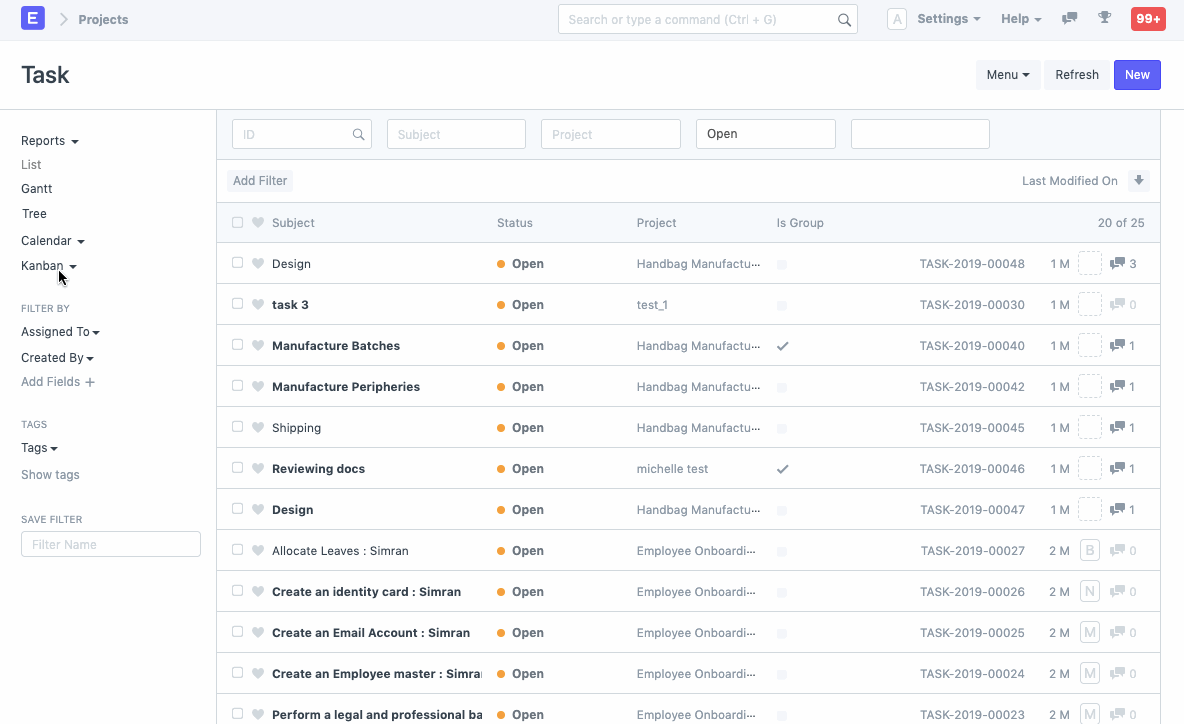 E Projects Search or type a command (Ctrl + G) A Settings Help 99+
Task Menu Refresh New
Reports
List
Gantt
Tree
Calendar
Kanban
FILTER BY
Assigned To
Created By
Add Fields +
TAGS
Tags
Show tags
SAVE FILTER
Filter Name
ID Subject Project Open
Add Filter Last Modified On
Subject Status Project Is Group 20 of 25
Design Open Handbag Manufactu... TASK-2019-00048 1 M 3
task 3 Open test_1 TASK-2019-00030 1 M 0
Manufacture Batches Open Handbag Manufactu... TASK-2019-00040 1 M 1
Manufacture Peripheries Open Handbag Manufactu... TASK-2019-00042 1 M 1
Shipping Open Handbag Manufactu... TASK-2019-00045 1 M 1
Reviewing docs Open michelle test TASK-2019-00046 1 M 1
Design Open Handbag Manufactu... TASK-2019-00047 1 M 1
Allocate Leaves : Simran Open Employee Onboardi... TASK-2019-00027 2 M B 0
Create an identity card : Simran Open Employee Onboardi... TASK-2019-00026 2 M N 0
Create an Email Account : Simran Open Employee Onboardi... TASK-2019-00025 2 M M 0
Create an Employee master : Simra Open Employee Onboardi... TASK-2019-00024 2 M M 0
Perform a legal and professional ba Open Employee Onboardi... TASK-2019-00023 2 M M 0